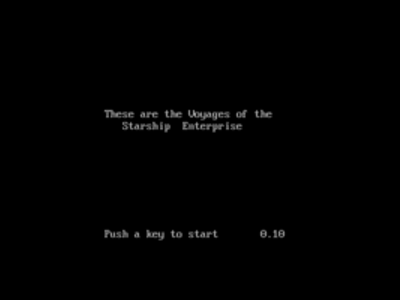 These are the Voyages of the
Starship Enterprise
Push a key to start 0.10